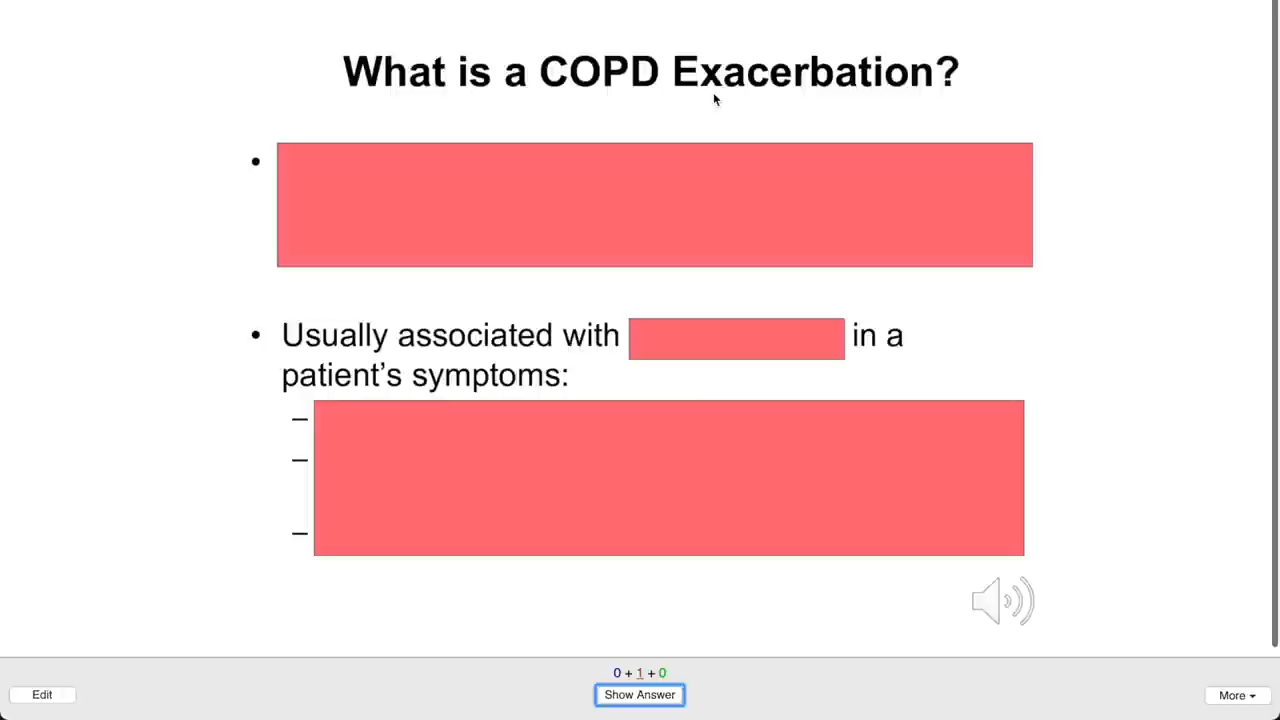 What is a COPD Exacerbation?
•
• Usually associated with in a
patient's symptoms:
–
–
–
0 + 1 + 0
Edit
Show Answer
More